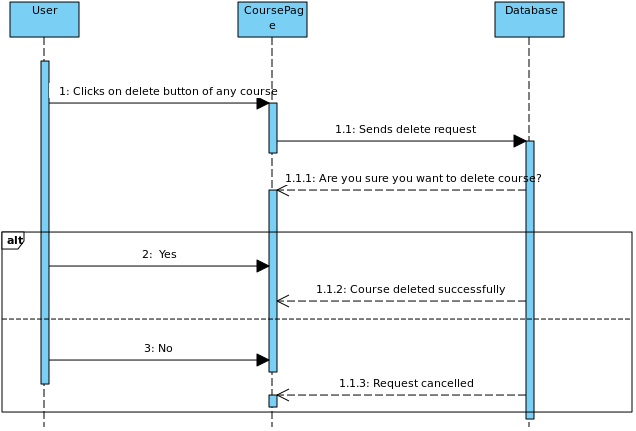 User
CoursePag
e
Database
1: Clicks on delete button of any course
1.1: Sends delete request
1.1.1: Are you sure you want to delete course?
alt
2:  Yes
1.1.2: Course deleted successfully
3: No
1.1.3: Request cancelled